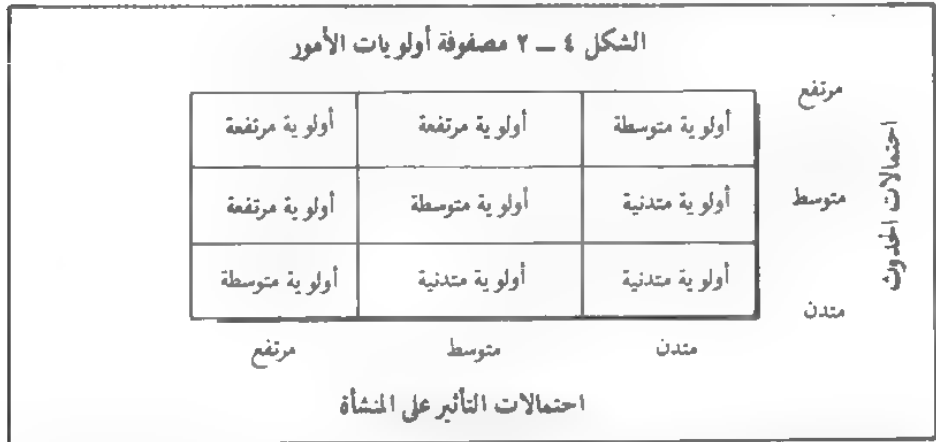 الشكل ٤ — ٢ مصفوفة أولويات الأمور
مرتفع
أولوية متوسطة أولوية مرتفعة أولوية مرتفعة
احتمالات الحدوث
متوسط
أولوية متدنية أولوية متوسطة أولوية مرتفعة
متدن
أولوية متدنية أولوية متدنية أولوية متوسطة
متدن متوسط مرتفع
احتمالات التأثير على المنشأة